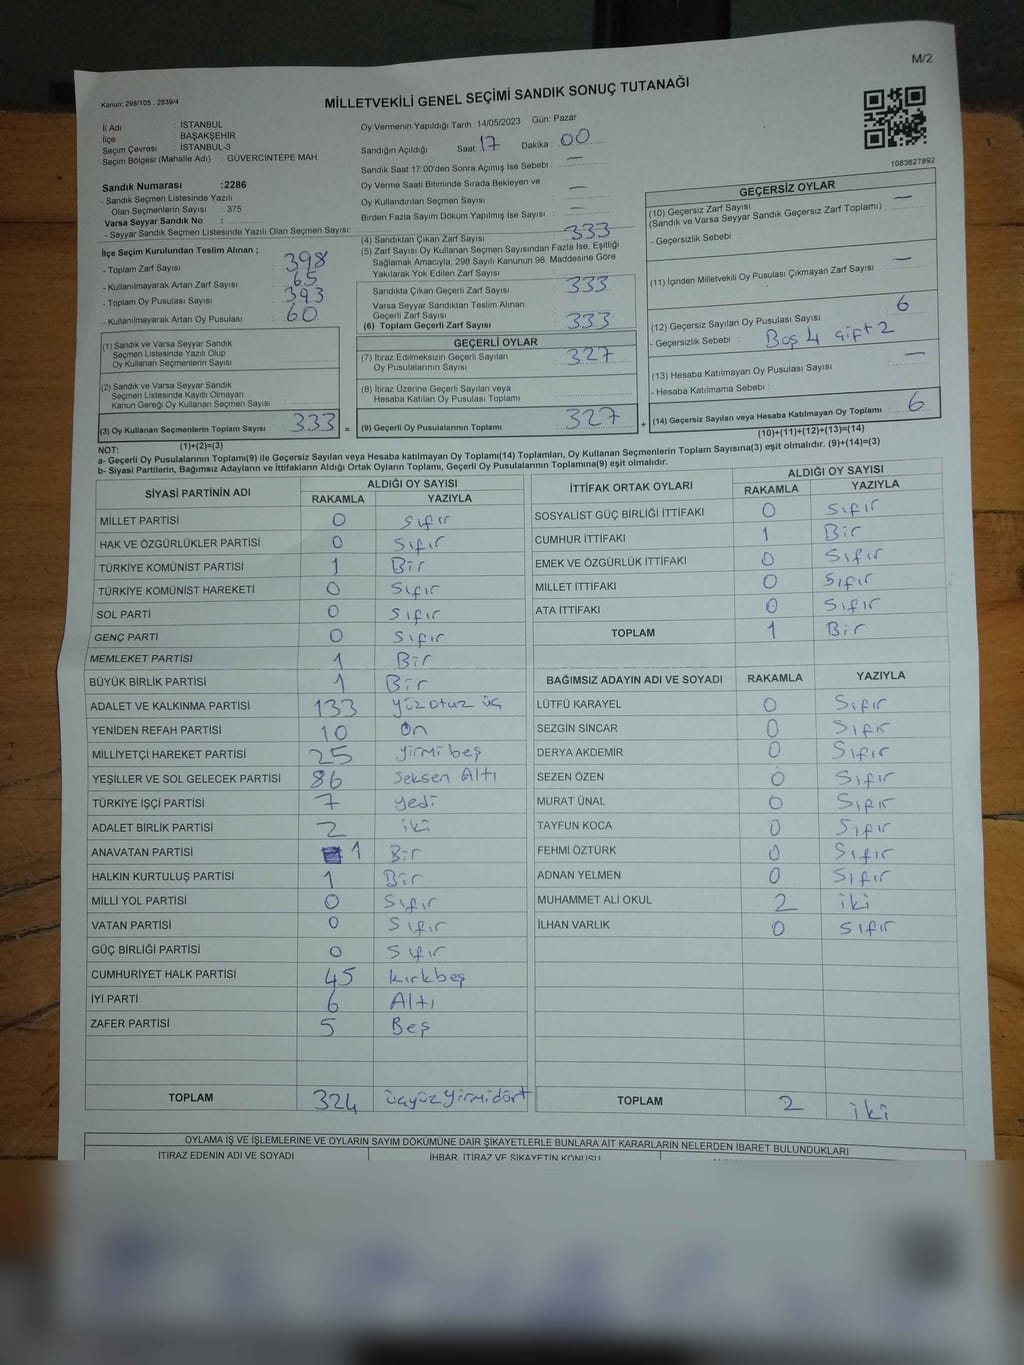 M/2
Kanun: 298/105 , 2839/4
MİLLETVEKİLİ GENEL SEÇİMİ SANDIK SONUÇ TUTANAĞI
1083627892
İl Adı : İSTANBUL
İlçe : BAŞAKŞEHİR
Seçim Çevresi : İSTANBUL-3
Seçim Bölgesi (Mahalle Adı) : GÜVERCİNTEPE MAH.
Sandık Numarası :2286
- Sandık Seçmen Listesinde Yazılı
Olan Seçmenlerin Sayısı : 375
Varsa Seyyar Sandık No :
- Seyyar Sandık Seçmen Listesinde Yazılı Olan Seçmen Sayısı:
Oy Vermenin Yapıldığı Tarih : 14/05/2023 Gün: Pazar
Sandığın Açıldığı Saat: 17 Dakika: 00
Sandık Saat 17:00'den Sonra Açımış İse Sebebi : —
Oy Verme Saati Bitiminde Sırada Bekleyen ve
Oy Kullandırılan Seçmen Sayısı : —
Birden Fazla Sayım Döküm Yapılmış İse Sayısı : —
İlçe Seçim Kurulundan Teslim Alınan ;
- Toplam Zarf Sayısı : 398
- Kullanılmayarak Artan Zarf Sayısı : 65
- Toplam Oy Pusulası Sayısı : 393
- Kullanılmayarak Artan Oy Pusulası : 60
(1) Sandık ve Varsa Seyyar Sandık
Seçmen Listesinde Yazılı Olup
Oy Kullanan Seçmenlerin Sayısı :
(2) Sandık ve Varsa Seyyar Sandık
Seçmen Listesinde Kayıtlı Olmayan
Kanun Gereği Oy Kullanan Seçmen Sayısı :
(3) Oy Kullanan Seçmenlerin Toplam Sayısı : 333
(1)+(2)=(3)
(4) Sandıktan Çıkan Zarf Sayısı : 333
(5) Zarf Sayısı Oy Kullanan Seçmen Sayısından Fazla İse, Eşitliği
Sağlamak Amacıyla; 298 Sayılı Kanunun 98. Maddesine Göre
Yakılarak Yok Edilen Zarf Sayısı :
Sandıkta Çıkan Geçerli Zarf Sayısı : 333
Varsa Seyyar Sandıktan Teslim Alınan
Geçerli Zarf Sayısı :
(6) Toplam Geçerli Zarf Sayısı : 333
GEÇERLİ OYLAR
(7) İtiraz Edilmeksizin Geçerli Sayılan
Oy Pusulalarının Sayısı : 327
(8) İtiraz Üzerine Geçerli Sayılan veya
Hesaba Katılan Oy Pusulası Toplamı :
= (9) Geçerli Oy Pusulalarının Toplamı : 327
GEÇERSİZ OYLAR
(10) Geçersiz Zarf Sayısı : —
(Sandık ve Varsa Seyyar Sandık Geçersiz Zarf Toplamı)
- Geçersizlik Sebebi :
(11) İçinden Milletvekili Oy Pusulası Çıkmayan Zarf Sayısı : —
(12) Geçersiz Sayılan Oy Pusulası Sayısı : 6
- Geçersizlik Sebebi : Boş 4 çift 2
(13) Hesaba Katılmayan Oy Pusulası Sayısı : —
- Hesaba Katılmama Sebebi :
+ (14) Geçersiz Sayılan veya Hesaba Katılmayan Oy Toplamı : 6
(10)+(11)+(12)+(13)=(14)
NOT:
a- Geçerli Oy Pusulasının Toplamı(9) ile Geçersiz Sayılan veya Hesaba katılmayan Oy Toplamı(14) Toplamları, Oy Kullanan Seçmenlerin Toplam Sayısına(3) eşit olmalıdır. (9)+(14)=(3)
b- Siyasi Partilerin, Bağımsız Adayların ve İttifakların Aldığı Ortak Oyların Toplamı, Geçerli Oy Pusulalarının Toplamına(9) eşit olmalıdır.
SİYASİ PARTİNİN ADI ALDIĞI OY SAYISI
RAKAMLA YAZIYLA
MİLLET PARTİSİ 0 Sıfır
HAK VE ÖZGÜRLÜKLER PARTİSİ 0 Sıfır
TÜRKİYE KOMÜNİST PARTİSİ 1 Bir
TÜRKİYE KOMÜNİST HAREKETİ 0 Sıfır
SOL PARTİ 0 Sıfır
GENÇ PARTİ 0 Sıfır
MEMLEKET PARTİSİ 1 Bir
BÜYÜK BİRLİK PARTİSİ 1 Bir
ADALET VE KALKINMA PARTİSİ 133 yüz otuz üç
YENİDEN REFAH PARTİSİ 10 On
MİLLİYETÇİ HAREKET PARTİSİ 25 yirmi beş
YEŞİLLER VE SOL GELECEK PARTİSİ 86 Seksen Altı
TÜRKİYE İŞÇİ PARTİSİ 7 yedi
ADALET BİRLİK PARTİSİ 2 iki
ANAVATAN PARTİSİ 1 Bir
HALKIN KURTULUŞ PARTİSİ 1 Bir
MİLLİ YOL PARTİSİ 0 Sıfır
VATAN PARTİSİ 0 Sıfır
GÜÇ BİRLİĞİ PARTİSİ 0 Sıfır
CUMHURİYET HALK PARTİSİ 45 kırkbeş
İYİ PARTİ 6 Altı
ZAFER PARTİSİ 5 Beş
TOPLAM 324 üçyüzyirmidört
İTTİFAK ORTAK OYLARI ALDIĞI OY SAYISI
RAKAMLA YAZIYLA
SOSYALİST GÜÇ BİRLİĞİ İTTİFAKI 0 Sıfır
CUMHUR İTTİFAKI 1 Bir
EMEK VE ÖZGÜRLÜK İTTİFAKI 0 Sıfır
MİLLET İTTİFAKI 0 Sıfır
ATA İTTİFAKI 0 Sıfır
TOPLAM 1 Bir
BAĞIMSIZ ADAYIN ADI VE SOYADI RAKAMLA YAZIYLA
LÜTFÜ KARAYEL 0 Sıfır
SEZGİN SİNCAR 0 Sıfır
DERYA AKDEMİR 0 Sıfır
SEZEN ÖZEN 0 Sıfır
MURAT ÜNAL 0 Sıfır
TAYFUN KOCA 0 Sıfır
FEHMİ ÖZTÜRK 0 Sıfır
ADNAN YELMEN 0 Sıfır
MUHAMMET ALİ OKUL 2 iki
İLHAN VARLIK 0 Sıfır
TOPLAM 2 iki
OYLAMA İŞ VE İŞLEMLERİNE VE OYLARIN SAYIM DÖKÜMÜNE DAİR ŞİKAYETLERLE BUNLARA AİT KARARLARIN NELERDEN İBARET BULUNDUKLARI
İTİRAZ EDENİN ADI VE SOYADI İHBAR, İTİRAZ VE ŞİKAYETİN KONUSU